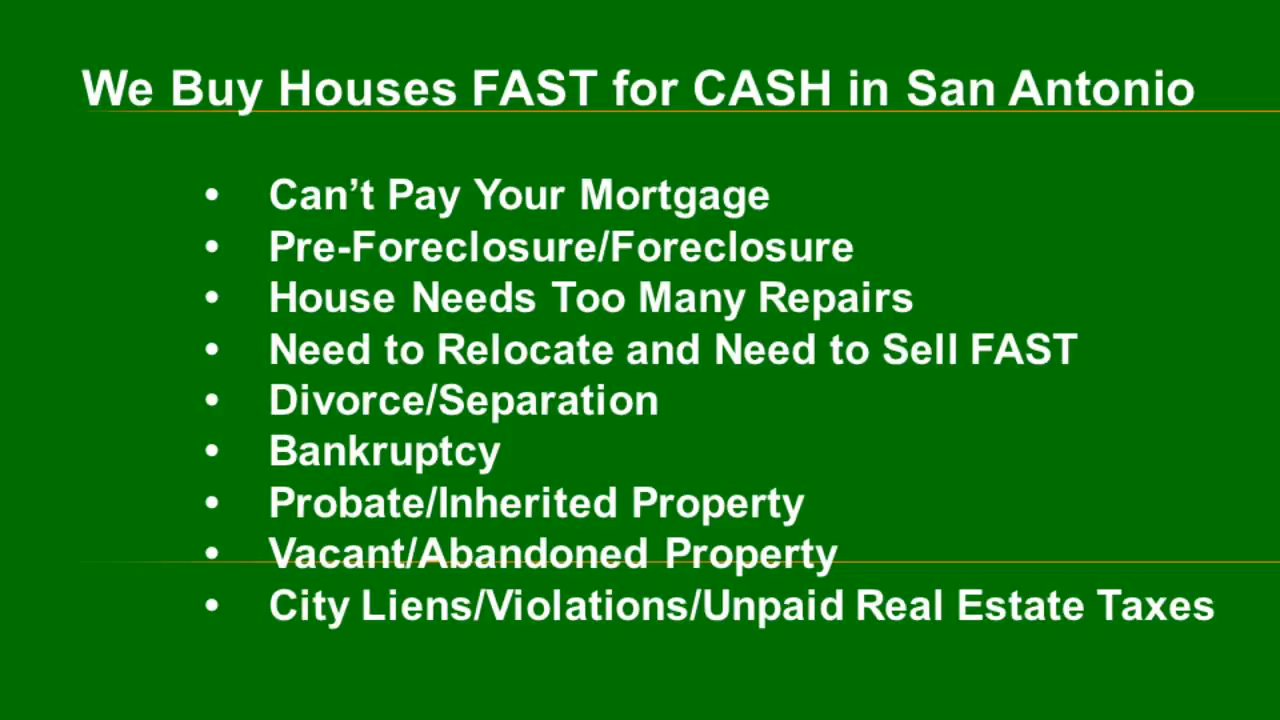 We Buy Houses FAST for CASH in San Antonio
• Can’t Pay Your Mortgage
• Pre-Foreclosure/Foreclosure
• House Needs Too Many Repairs
• Need to Relocate and Need to Sell FAST
• Divorce/Separation
• Bankruptcy
• Probate/Inherited Property
• Vacant/Abandoned Property
• City Liens/Violations/Unpaid Real Estate Taxes